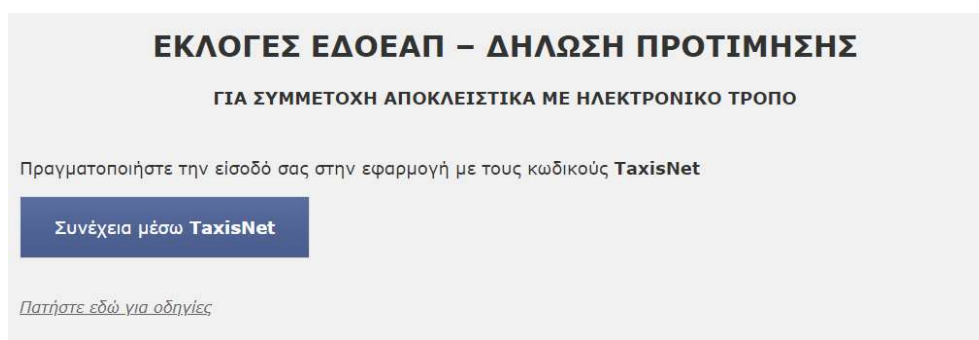 ΕΚΛΟΓΕΣ ΕΔΟΕΑΠ – ΔΗΛΩΣΗ ΠΡΟΤΙΜΗΣΗΣ
ΓΙΑ ΣΥΜΜΕΤΟΧΗ ΑΠΟΚΛΕΙΣΤΙΚΑ ΜΕ ΗΛΕΚΤΡΟΝΙΚΟ ΤΡΟΠΟ
Πραγματοποιήστε την είσοδό σας στην εφαρμογή με τους κωδικούς TaxisNet
Συνέχεια μέσω TaxisNet
Πατήστε εδώ για οδηγίες